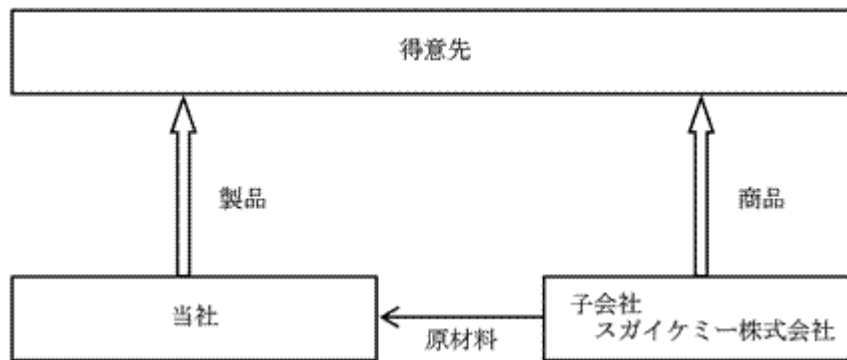 得意先
製品
商品
当社
子会社
スガイケミー株式会社
原材料